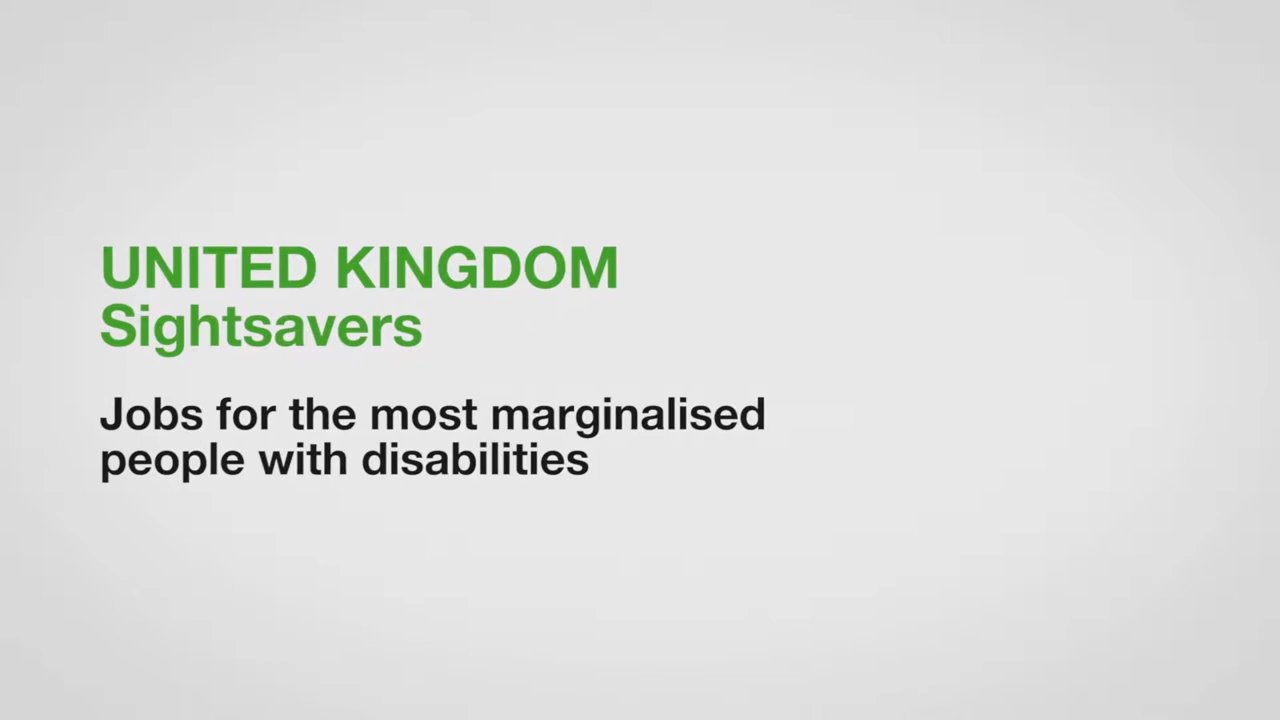 UNITED KINGDOM
Sightsavers
Jobs for the most marginalised
people with disabilities